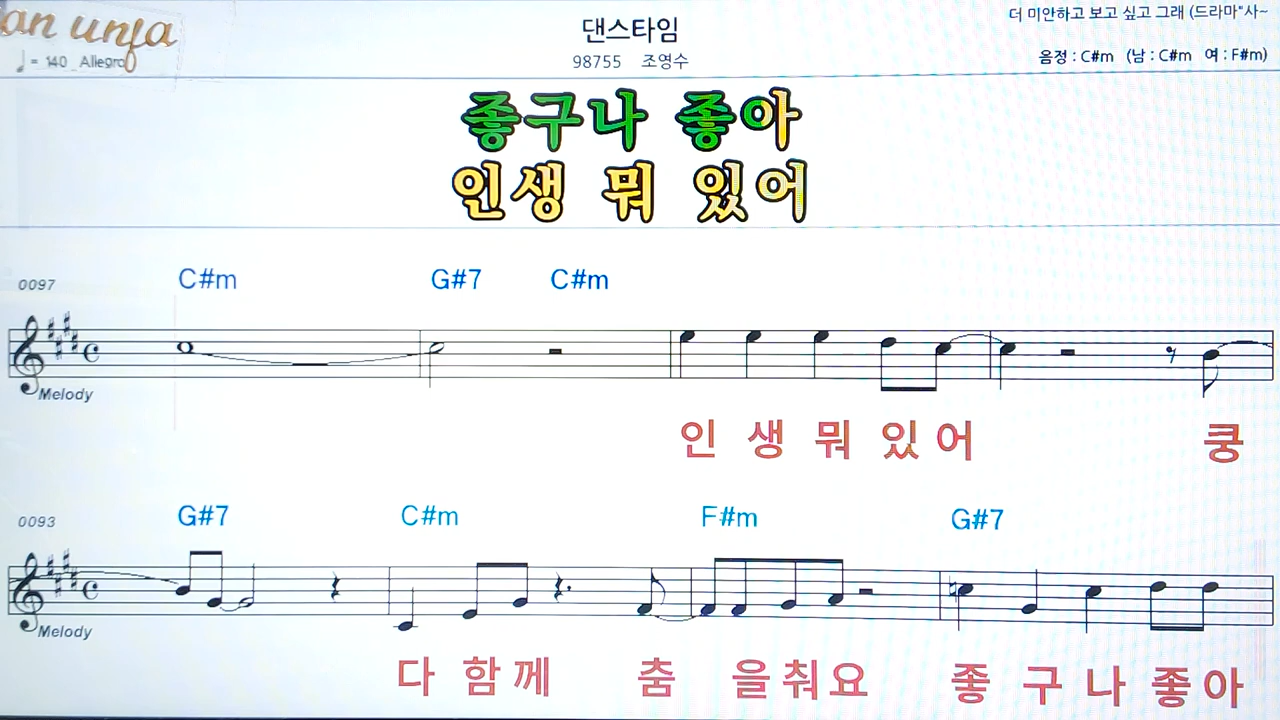 an unja
♩= 140_Allegro
댄스타임
98755 조영수
더 미안하고 보고 싶고 그래 (드라마"사~
음정 : C#m (남 : C#m 여 : F#m)
좋구나 좋아
인생 뭐 있어
0097
C#m G#7 C#m
Melody
인 생 뭐 있 어 쿵
0093
G#7 C#m F#m G#7
Melody
다 함 께 춤 을 춰 요 좋 구 나 좋 아